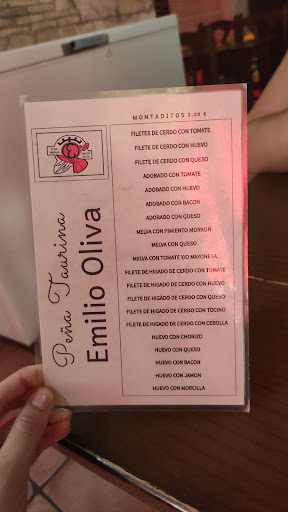 Peña Taurina
Emilio Oliva
MONTADITOS 2.00 €
FILETES DE CERDO CON TOMATE
FILETE DE CERDO CON HUEVO
FILETE DE CERDO CON QUESO
ADOBADO CON TOMATE
ADOBADO CON HUEVO
ADOBADO CON BACON
ADOBADO CON QUESO
MELVA CON PIMIENTO MORRON
MELVA CON QUESO
MELVA CON TOMATE Y/O MAYONESA
FILETE DE HIGADO DE CERDO CON TOMATE
FILETE DE HIGADO DE CERDO CON HUEVO
FILETE DE HIGADO DE CERDO CON QUESO
FILETE DE HIGADO DE CERDO CON TOCINO
FILETE DE HIGADO DE CERDO CON CEBOLLA
HUEVO CON CHORIZO
HUEVO CON QUESO
HUEVO CON BACON
HUEVO CON JAMON
HUEVO CON MORCILLA